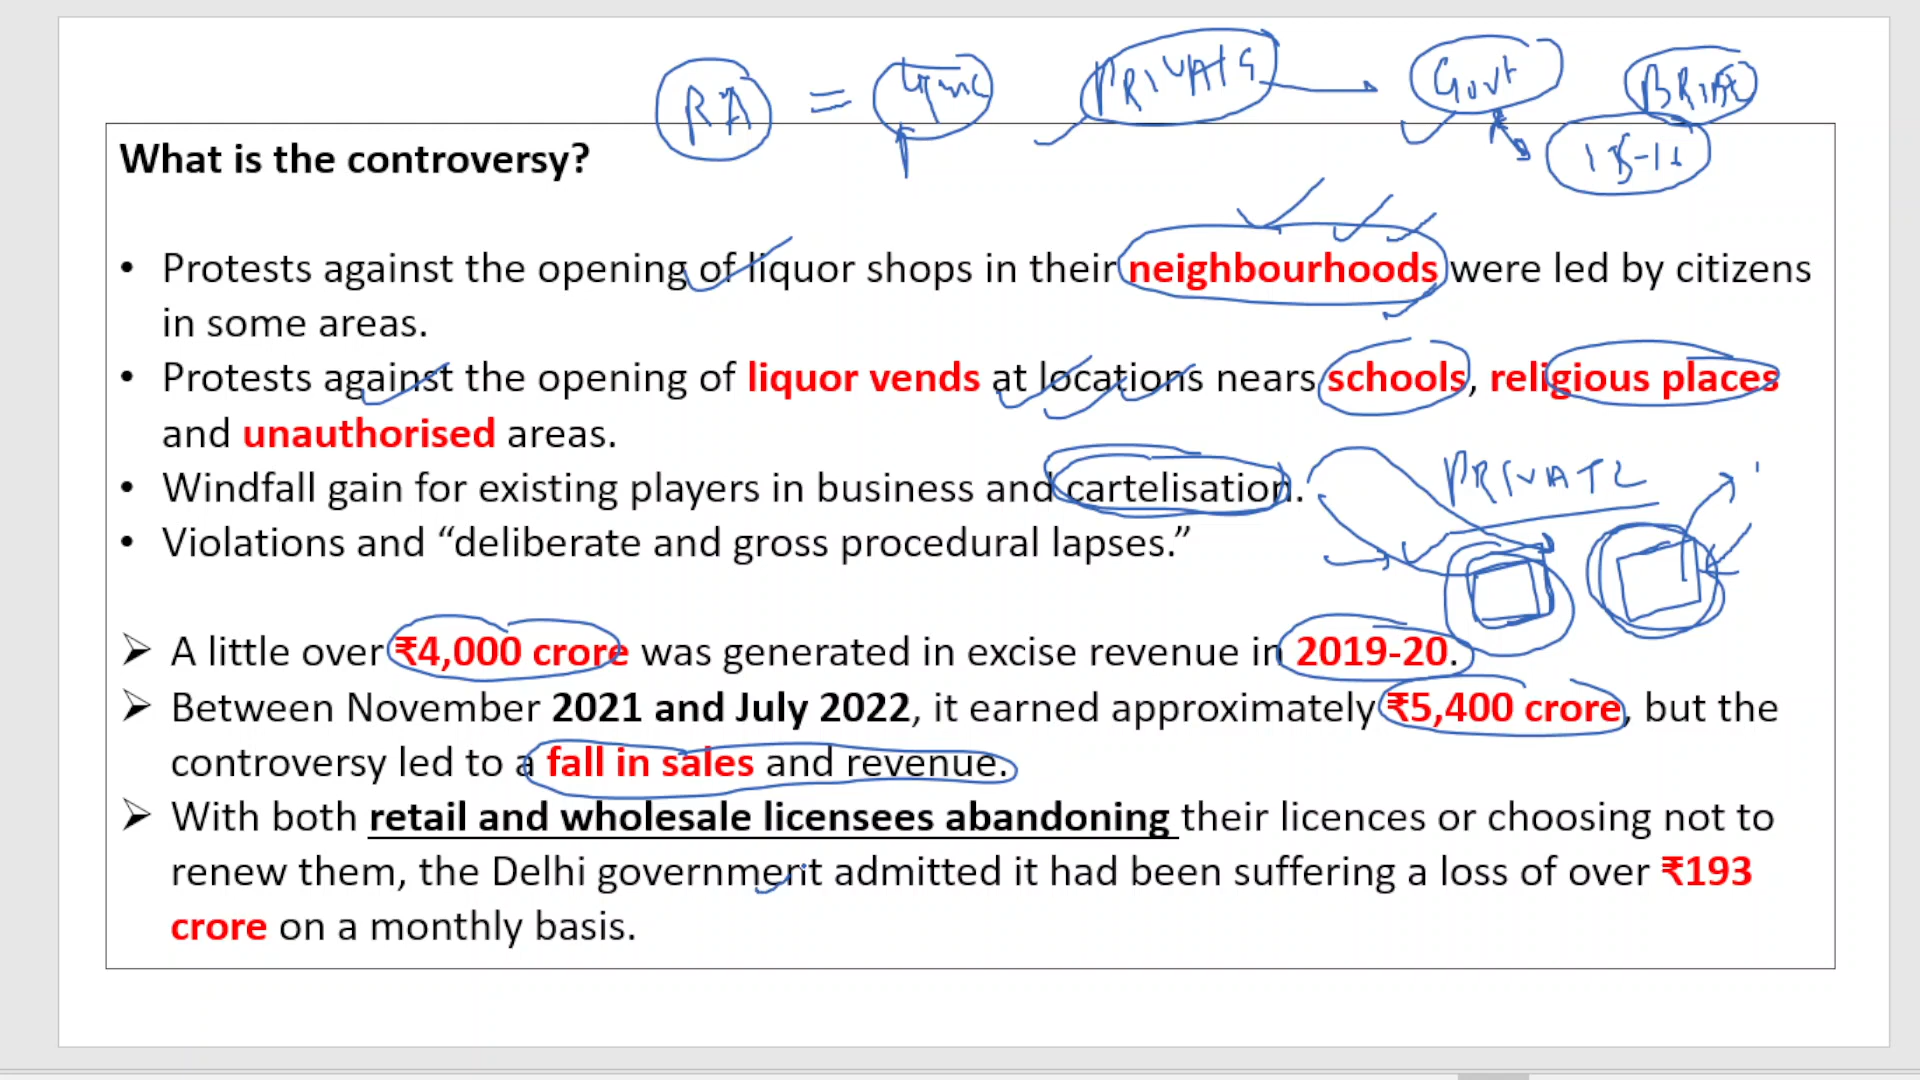 RA = PRIVATE Govt BRIBE
What is the controversy?
• Protests against the opening of liquor shops in their neighbourhoods were led by citizens
in some areas.
• Protests against the opening of liquor vends at locations nears schools, religious places
and unauthorised areas.
• Windfall gain for existing players in business and cartelisation.
PRIVATE
• Violations and “deliberate and gross procedural lapses.”
➢ A little over ₹4,000 crore was generated in excise revenue in 2019-20.
➢ Between November 2021 and July 2022, it earned approximately ₹5,400 crore, but the
controversy led to a fall in sales and revenue.
➢ With both retail and wholesale licensees abandoning their licences or choosing not to
renew them, the Delhi government admitted it had been suffering a loss of over ₹193
crore on a monthly basis.